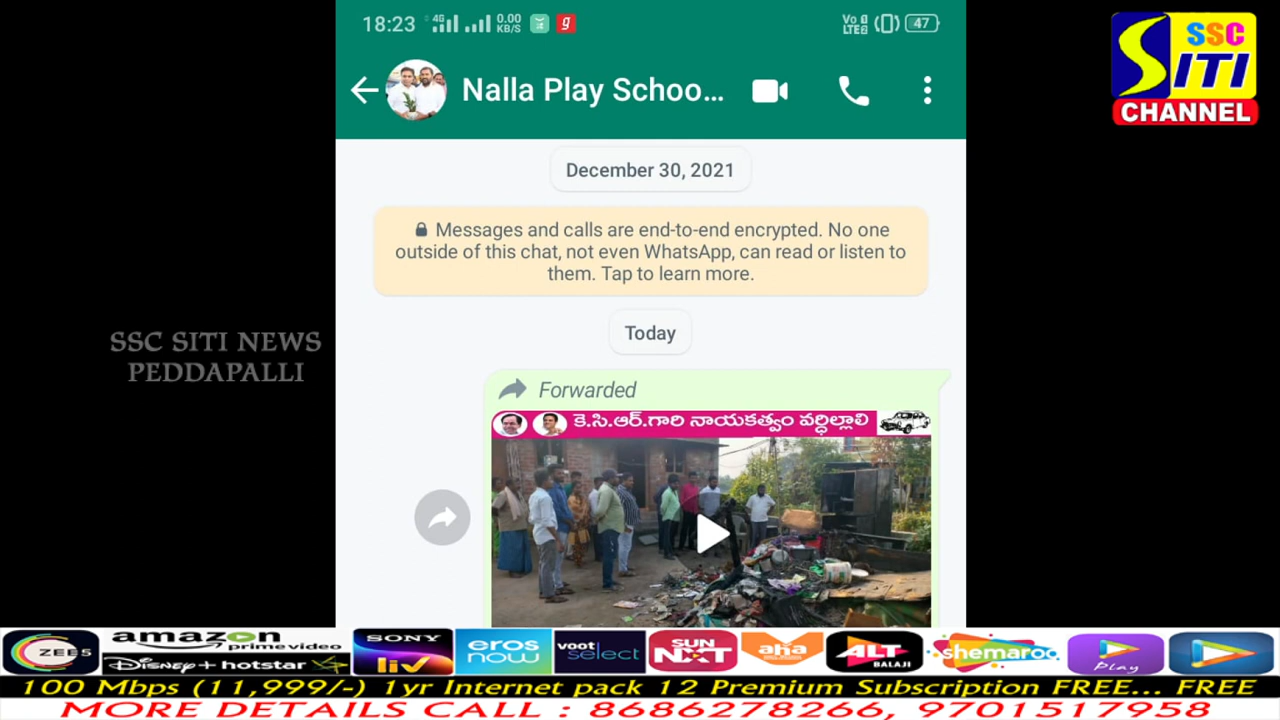 18:23
4G
0.00
KB/S
Vo
LTE2
47
Nalla Play Schoo...
SSC
SITI
CHANNEL
December 30, 2021
Messages and calls are end-to-end encrypted. No one
outside of this chat, not even WhatsApp, can read or listen to
them. Tap to learn more.
Today
SSC SITI NEWS
PEDDAPALLI
Forwarded
కె.సి.ఆర్.గారి నాయకత్వం వర్ధిల్లాలి
ZEE5
amazon
prime video
Disney+ hotstar
SONY
liv
eros
now
voot
select
SUN
NXT
aha
ALT
BALAJI
shemaroo
Play
100 Mbps (11,999/-) 1yr Internet pack 12 Premium Subscription FREE... FREE
MORE DETAILS CALL : 8686278266, 9701517958